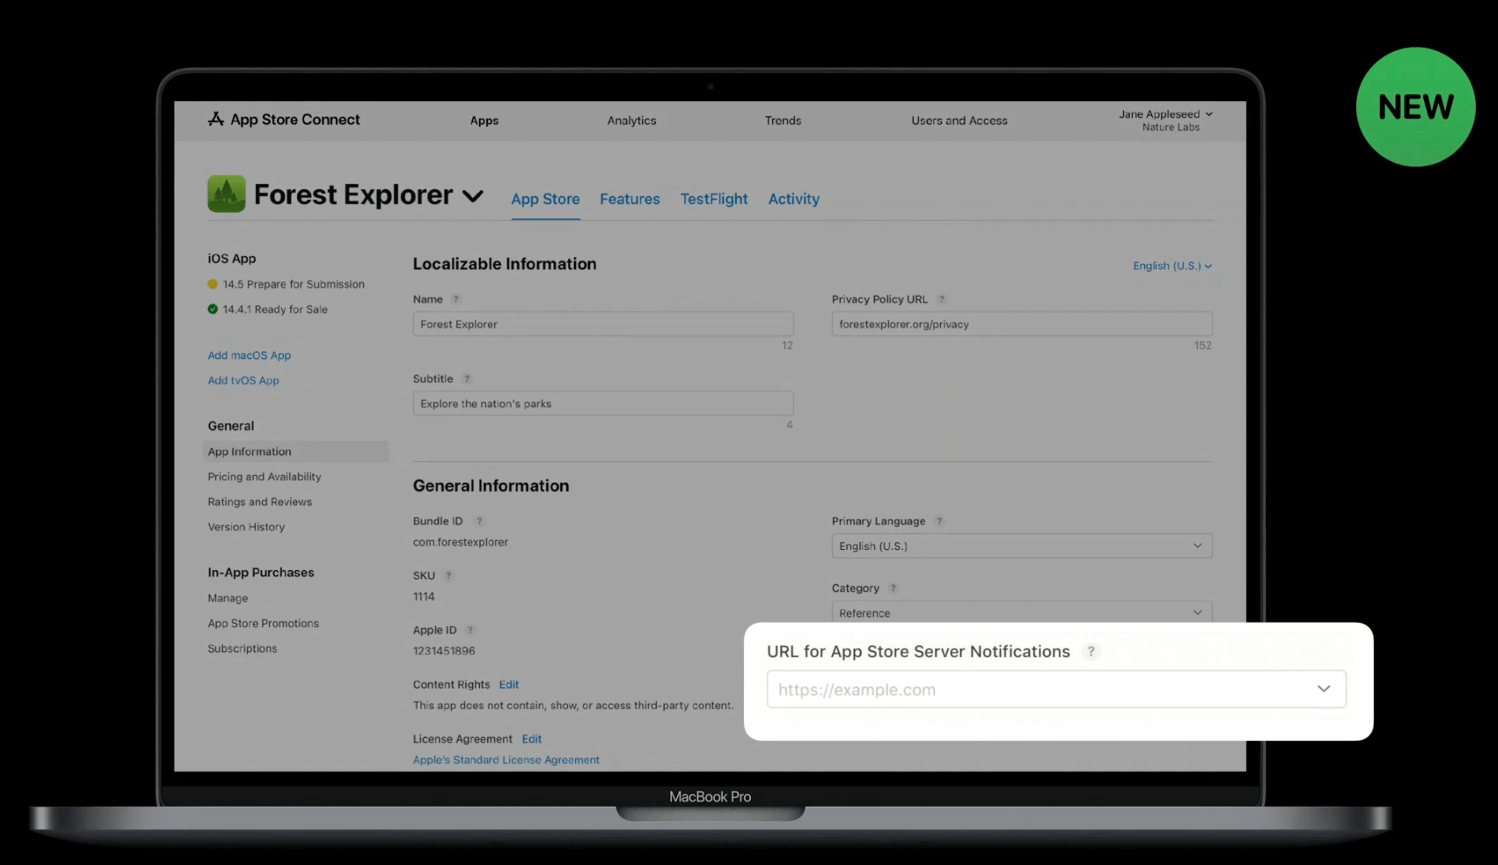 NEW
App Store Connect
Apps
Analytics
Trends
Users and Access
Jane Appleseed
Nature Labs
Forest Explorer
App Store
Features
TestFlight
Activity
iOS App
14.5 Prepare for Submission
14.4.1 Ready for Sale
Add macOS App
Add tvOS App
General
App Information
Pricing and Availability
Ratings and Reviews
Version History
In-App Purchases
Manage
App Store Promotions
Subscriptions
Localizable Information
English (U.S.)
Name ?
Forest Explorer
12
Privacy Policy URL ?
forestexplorer.org/privacy
152
Subtitle ?
Explore the nation's parks
4
General Information
Bundle ID ?
com.forestexplorer
SKU ?
1114
Apple ID ?
1231451896
Content Rights Edit
This app does not contain, show, or access third-party content.
License Agreement Edit
Apple's Standard License Agreement
Primary Language ?
English (U.S.)
Category ?
Reference
URL for App Store Server Notifications ?
https://example.com
MacBook Pro